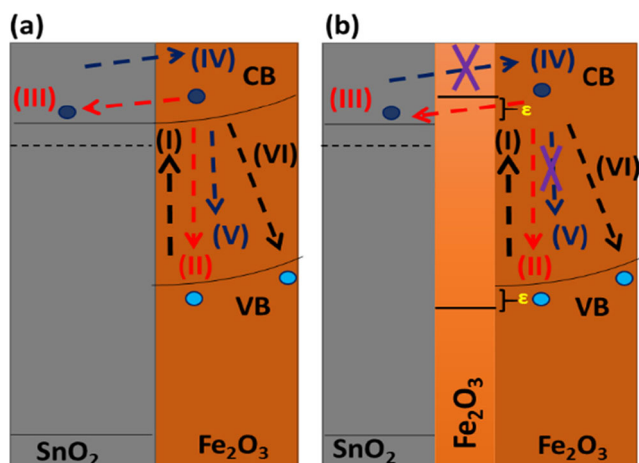 (a)
(IV)
CB
(III)
(I)
(VI)
(V)
(II)
VB
SnO₂
Fe₂O₃
(b)
(IV)
CB
(III)
ε
(I)
(VI)
(V)
(II)
ε
VB
Fe₂O₃
SnO₂
Fe₂O₃